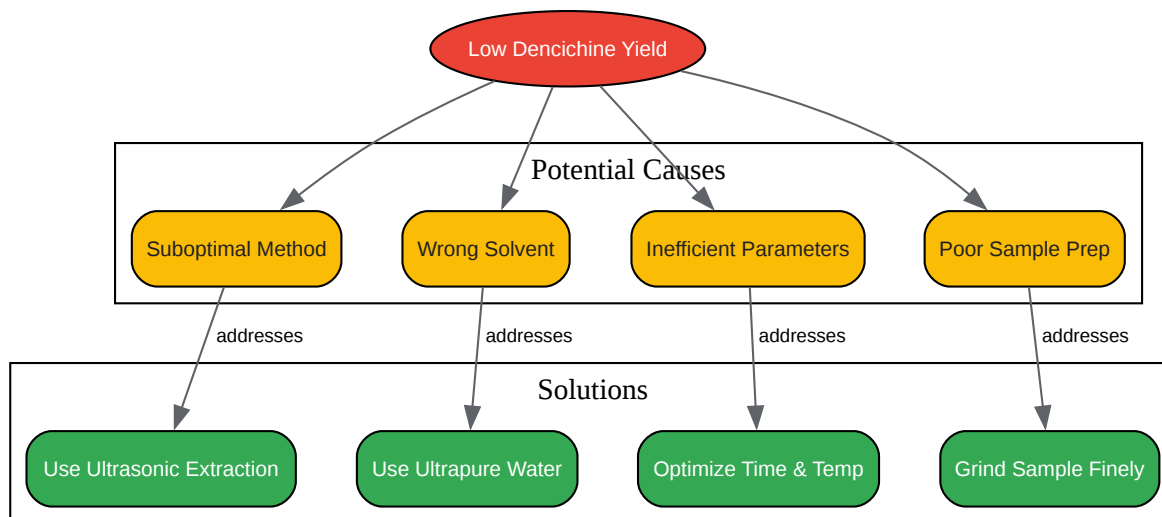 Low Dencichine Yield
Potential Causes
Suboptimal Method
Wrong Solvent
Inefficient Parameters
Poor Sample Prep
addresses
addresses
addresses
addresses
Solutions
Use Ultrasonic Extraction
Use Ultrapure Water
Optimize Time & Temp
Grind Sample Finely